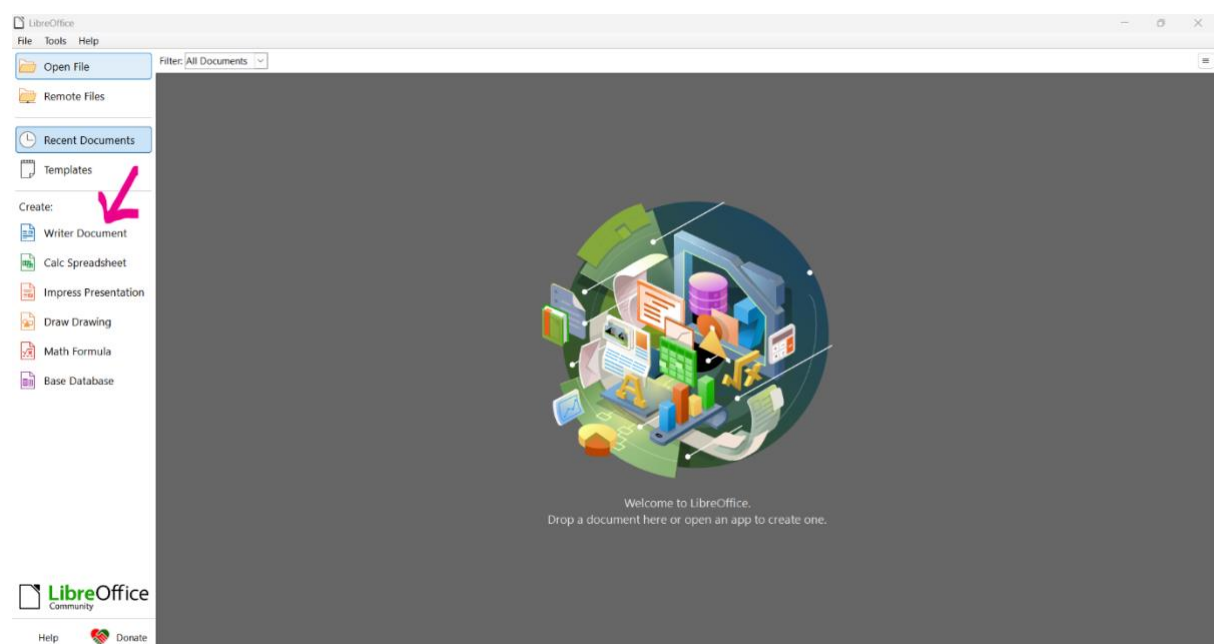 LibreOffice
File Tools Help
Open File
Filter: All Documents
Remote Files
Recent Documents
Templates
Create:
Writer Document
Calc Spreadsheet
Impress Presentation
Draw Drawing
Math Formula
Base Database
Welcome to LibreOffice.
Drop a document here or open an app to create one.
LibreOffice
Community
Help Donate